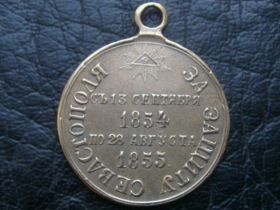 ЗА ЗАЩИТУ СЕВАСТОПОЛЯ
СЪ 13 СЕНТЯБРЯ
1854
ПО 28 АВГУСТА
1855